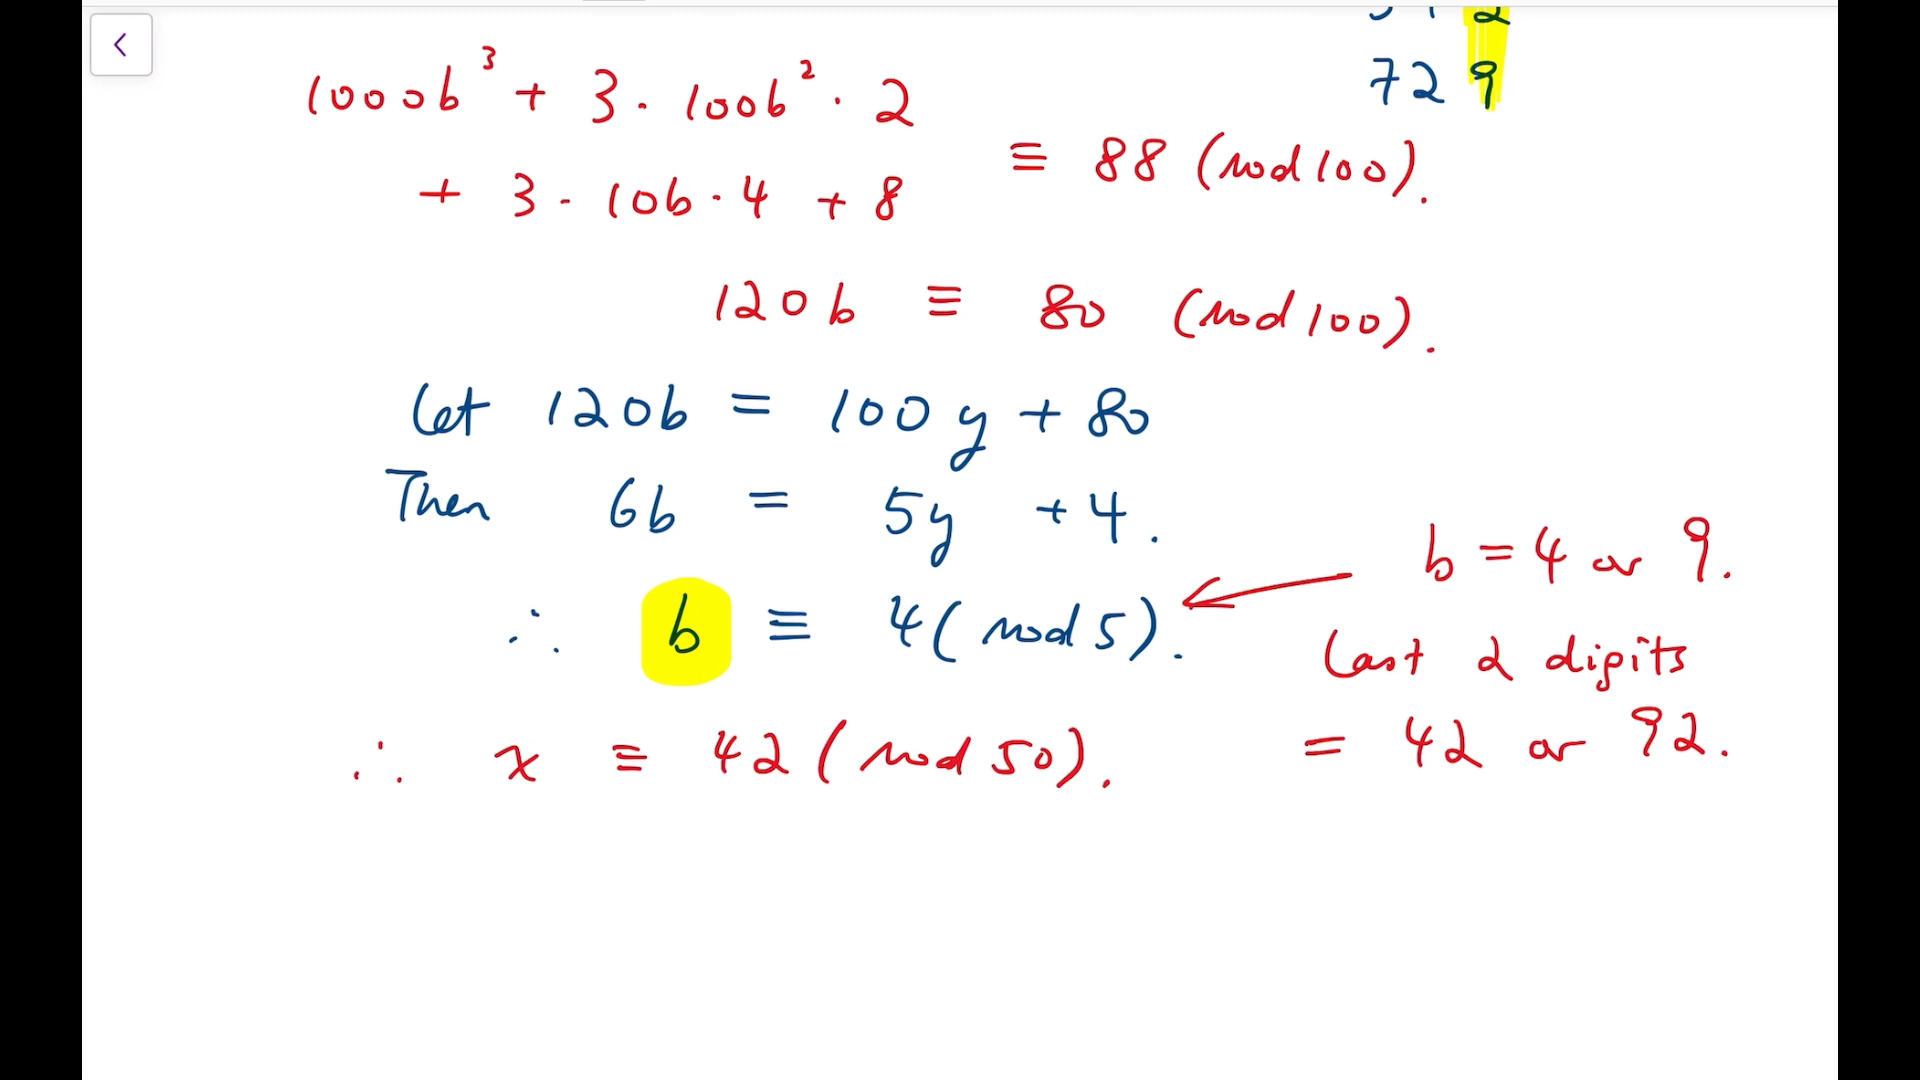 729
1000b³ + 3 · 100b² · 2
+ 3 · 10b · 4 + 8 ≡ 88 (mod 100).
120b ≡ 80 (mod 100).
Let 120b = 100y + 80
Then 6b = 5y + 4.
b = 4 or 9.
∴ b ≡ 4 (mod 5).
Last 2 digits
= 42 or 92.
∴ x ≡ 42 (mod 50).